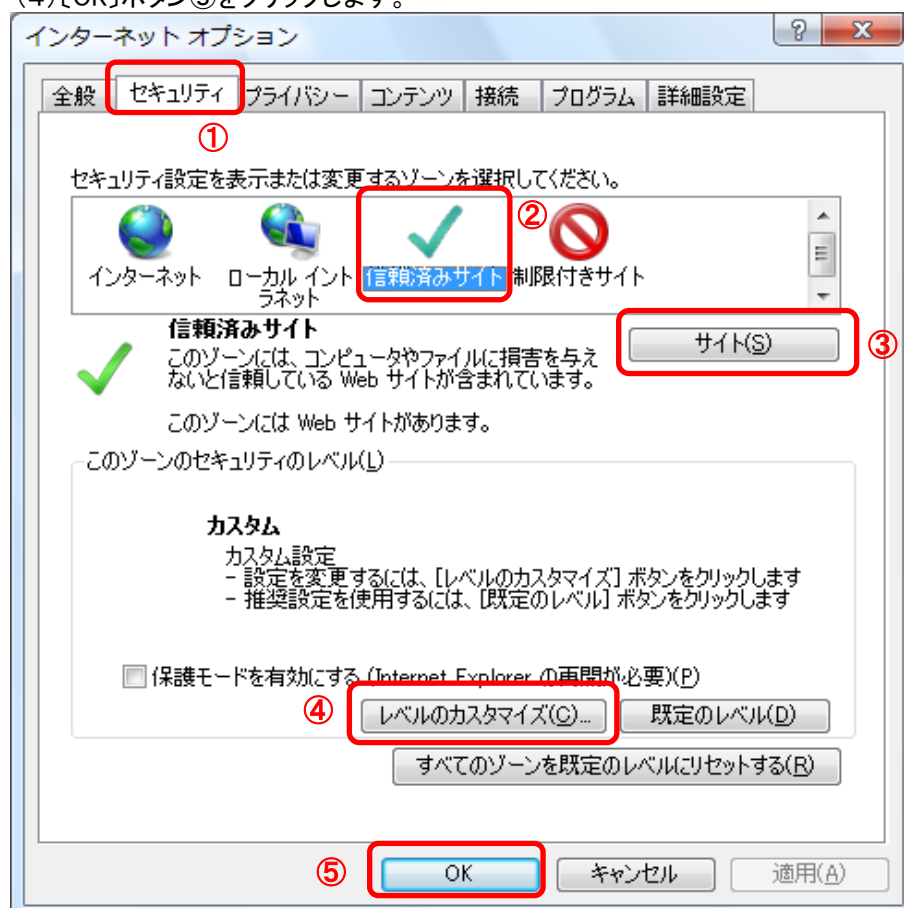 (4)[OK]ボタン⑤をクリックします。
インターネット オプション
全般 セキュリティ プライバシー コンテンツ 接続 プログラム 詳細設定
①
セキュリティ設定を表示または変更するゾーンを選択してください。
②
インターネット ローカル イントラネット 信頼済みサイト 制限付きサイト
信頼済みサイト
サイト(S)
③
このゾーンには、コンピュータやファイルに損害を与え
ないと信頼している Web サイトが含まれています。
このゾーンには Web サイトがあります。
このゾーンのセキュリティのレベル(L)
カスタム
カスタム設定
- 設定を変更するには、[レベルのカスタマイズ] ボタンをクリックします
- 推奨設定を使用するには、[既定のレベル] ボタンをクリックします
保護モードを有効にする (Internet Explorer の再開が必要)(P)
④ レベルのカスタマイズ(C)... 既定のレベル(D)
すべてのゾーンを既定のレベルにリセットする(R)
⑤ OK キャンセル 適用(A)